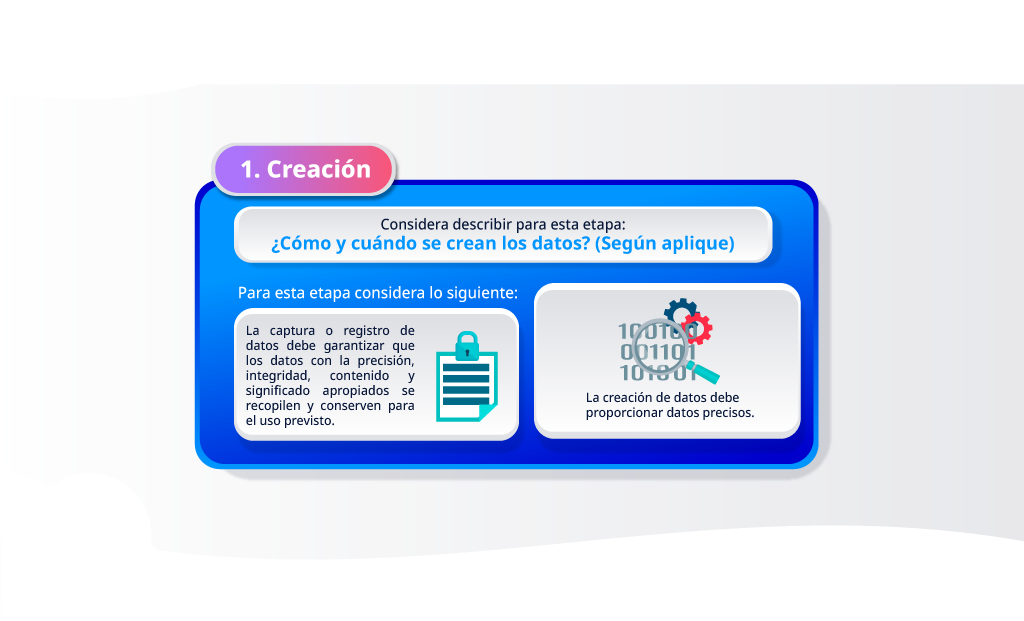 1. Creación
Considera describir para esta etapa:
¿Cómo y cuándo se crean los datos? (Según aplique)
Para esta etapa considera lo siguiente:
La captura o registro de
datos debe garantizar que
los datos con la precisión,
integridad, contenido y
significado apropiados se
recopilen y conserven para
el uso previsto.
100100
001101
101001
La creación de datos debe
proporcionar datos precisos.